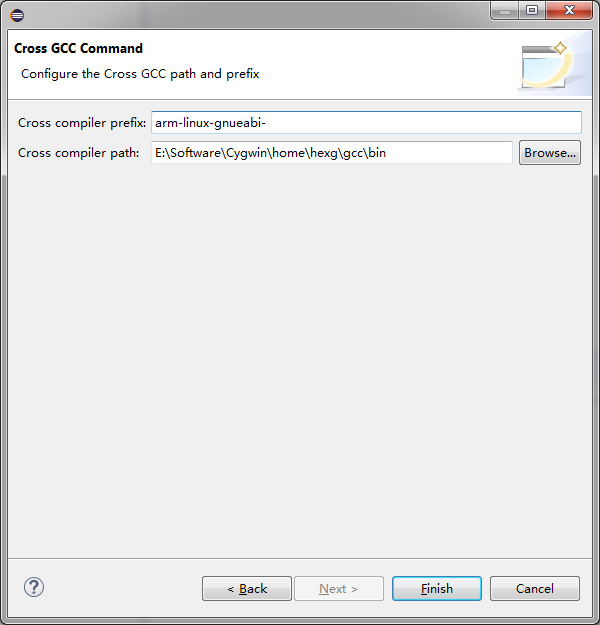 Cross GCC Command
Configure the Cross GCC path and prefix
Cross compiler prefix: arm-linux-gnueabi-
Cross compiler path: E:\Software\Cygwin\home\hexg\gcc\bin Browse...
? < Back Next > Finish Cancel